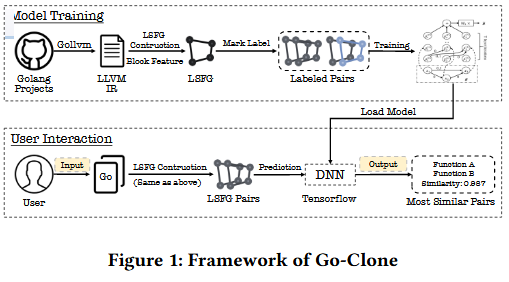 Model Training
Gollvm
LSFG
Contruction
Block Feature
Mark Label
Training
Golang
Projects
LLVM
IR
LSFG
Labeled Pairs
Load Model
User Interaction
Input
Go
LSFG Contruction
(Same as above)
Prediction
DNN
Output
Function A
Function B
Similarity: 0.987
User
LSFG Pairs
Tensorflow
Most Similar Pairs
Figure 1: Framework of Go-Clone